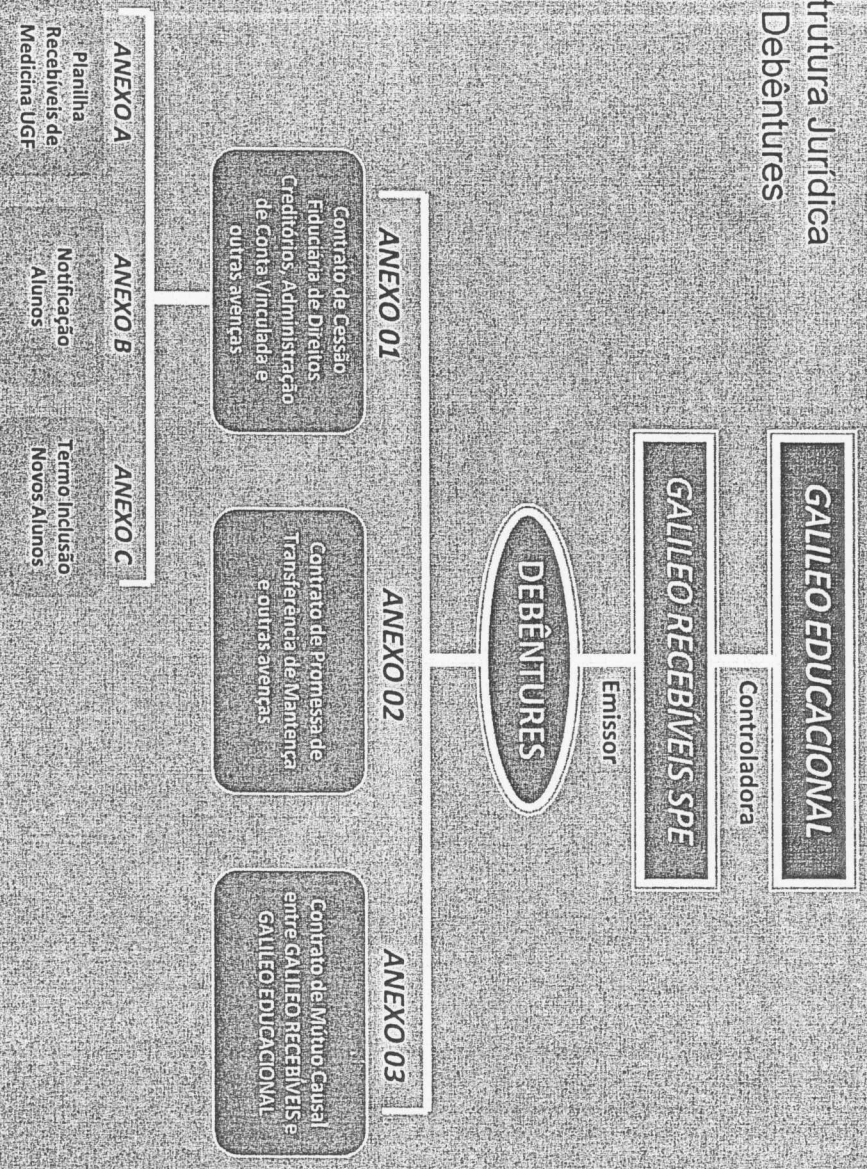 trutura Jurídica
Debêntures
GALILEO EDUCACIONAL
Controladora
GALILEO RECEBÍVEIS SPE
Emissor
DEBÊNTURES
ANEXO 01
Contrato de Cessão
Fiduciária de Direitos
Creditórios, Administração
de Conta Vinculada e
outras avenças
ANEXO 02
Contrato de Promessa de
Transferência de Mantença
e outras avenças
ANEXO 03
Contrato de Mútuo Causal
entre GALILEO RECEBÍVEIS e
GALILEO EDUCACIONAL
ANEXO A
Planilha
Recebíveis de
Medicina UGF
ANEXO B
Notificação
Alunos
ANEXO C
Termo Inclusão
Novos Alunos